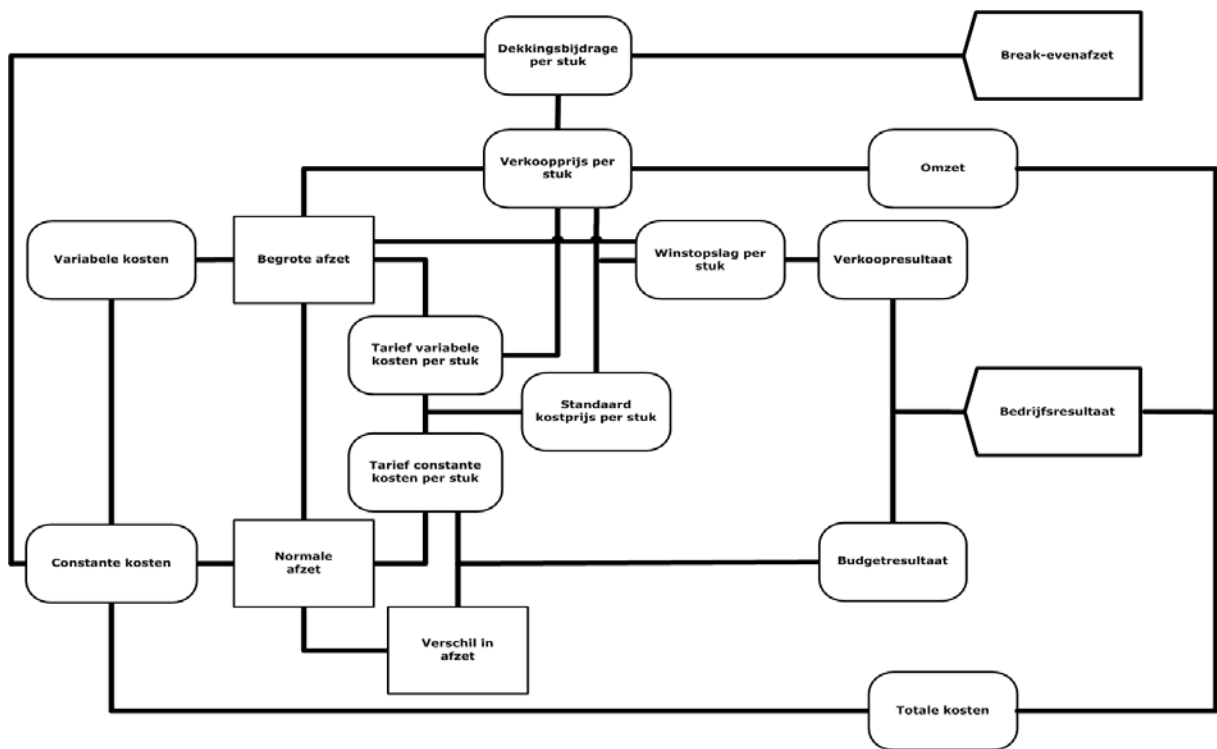 Dekkingsbijdrage
per stuk
Break-evenafzet
Verkoopprijs per
stuk
Omzet
Variabele kosten
Begrote afzet
Winstopslag per
stuk
Verkoopresultaat
Tarief variabele
kosten per stuk
Standaard
kostprijs per stuk
Bedrijfsresultaat
Tarief constante
kosten per stuk
Constante kosten
Normale
afzet
Budgetresultaat
Verschil in
afzet
Totale kosten